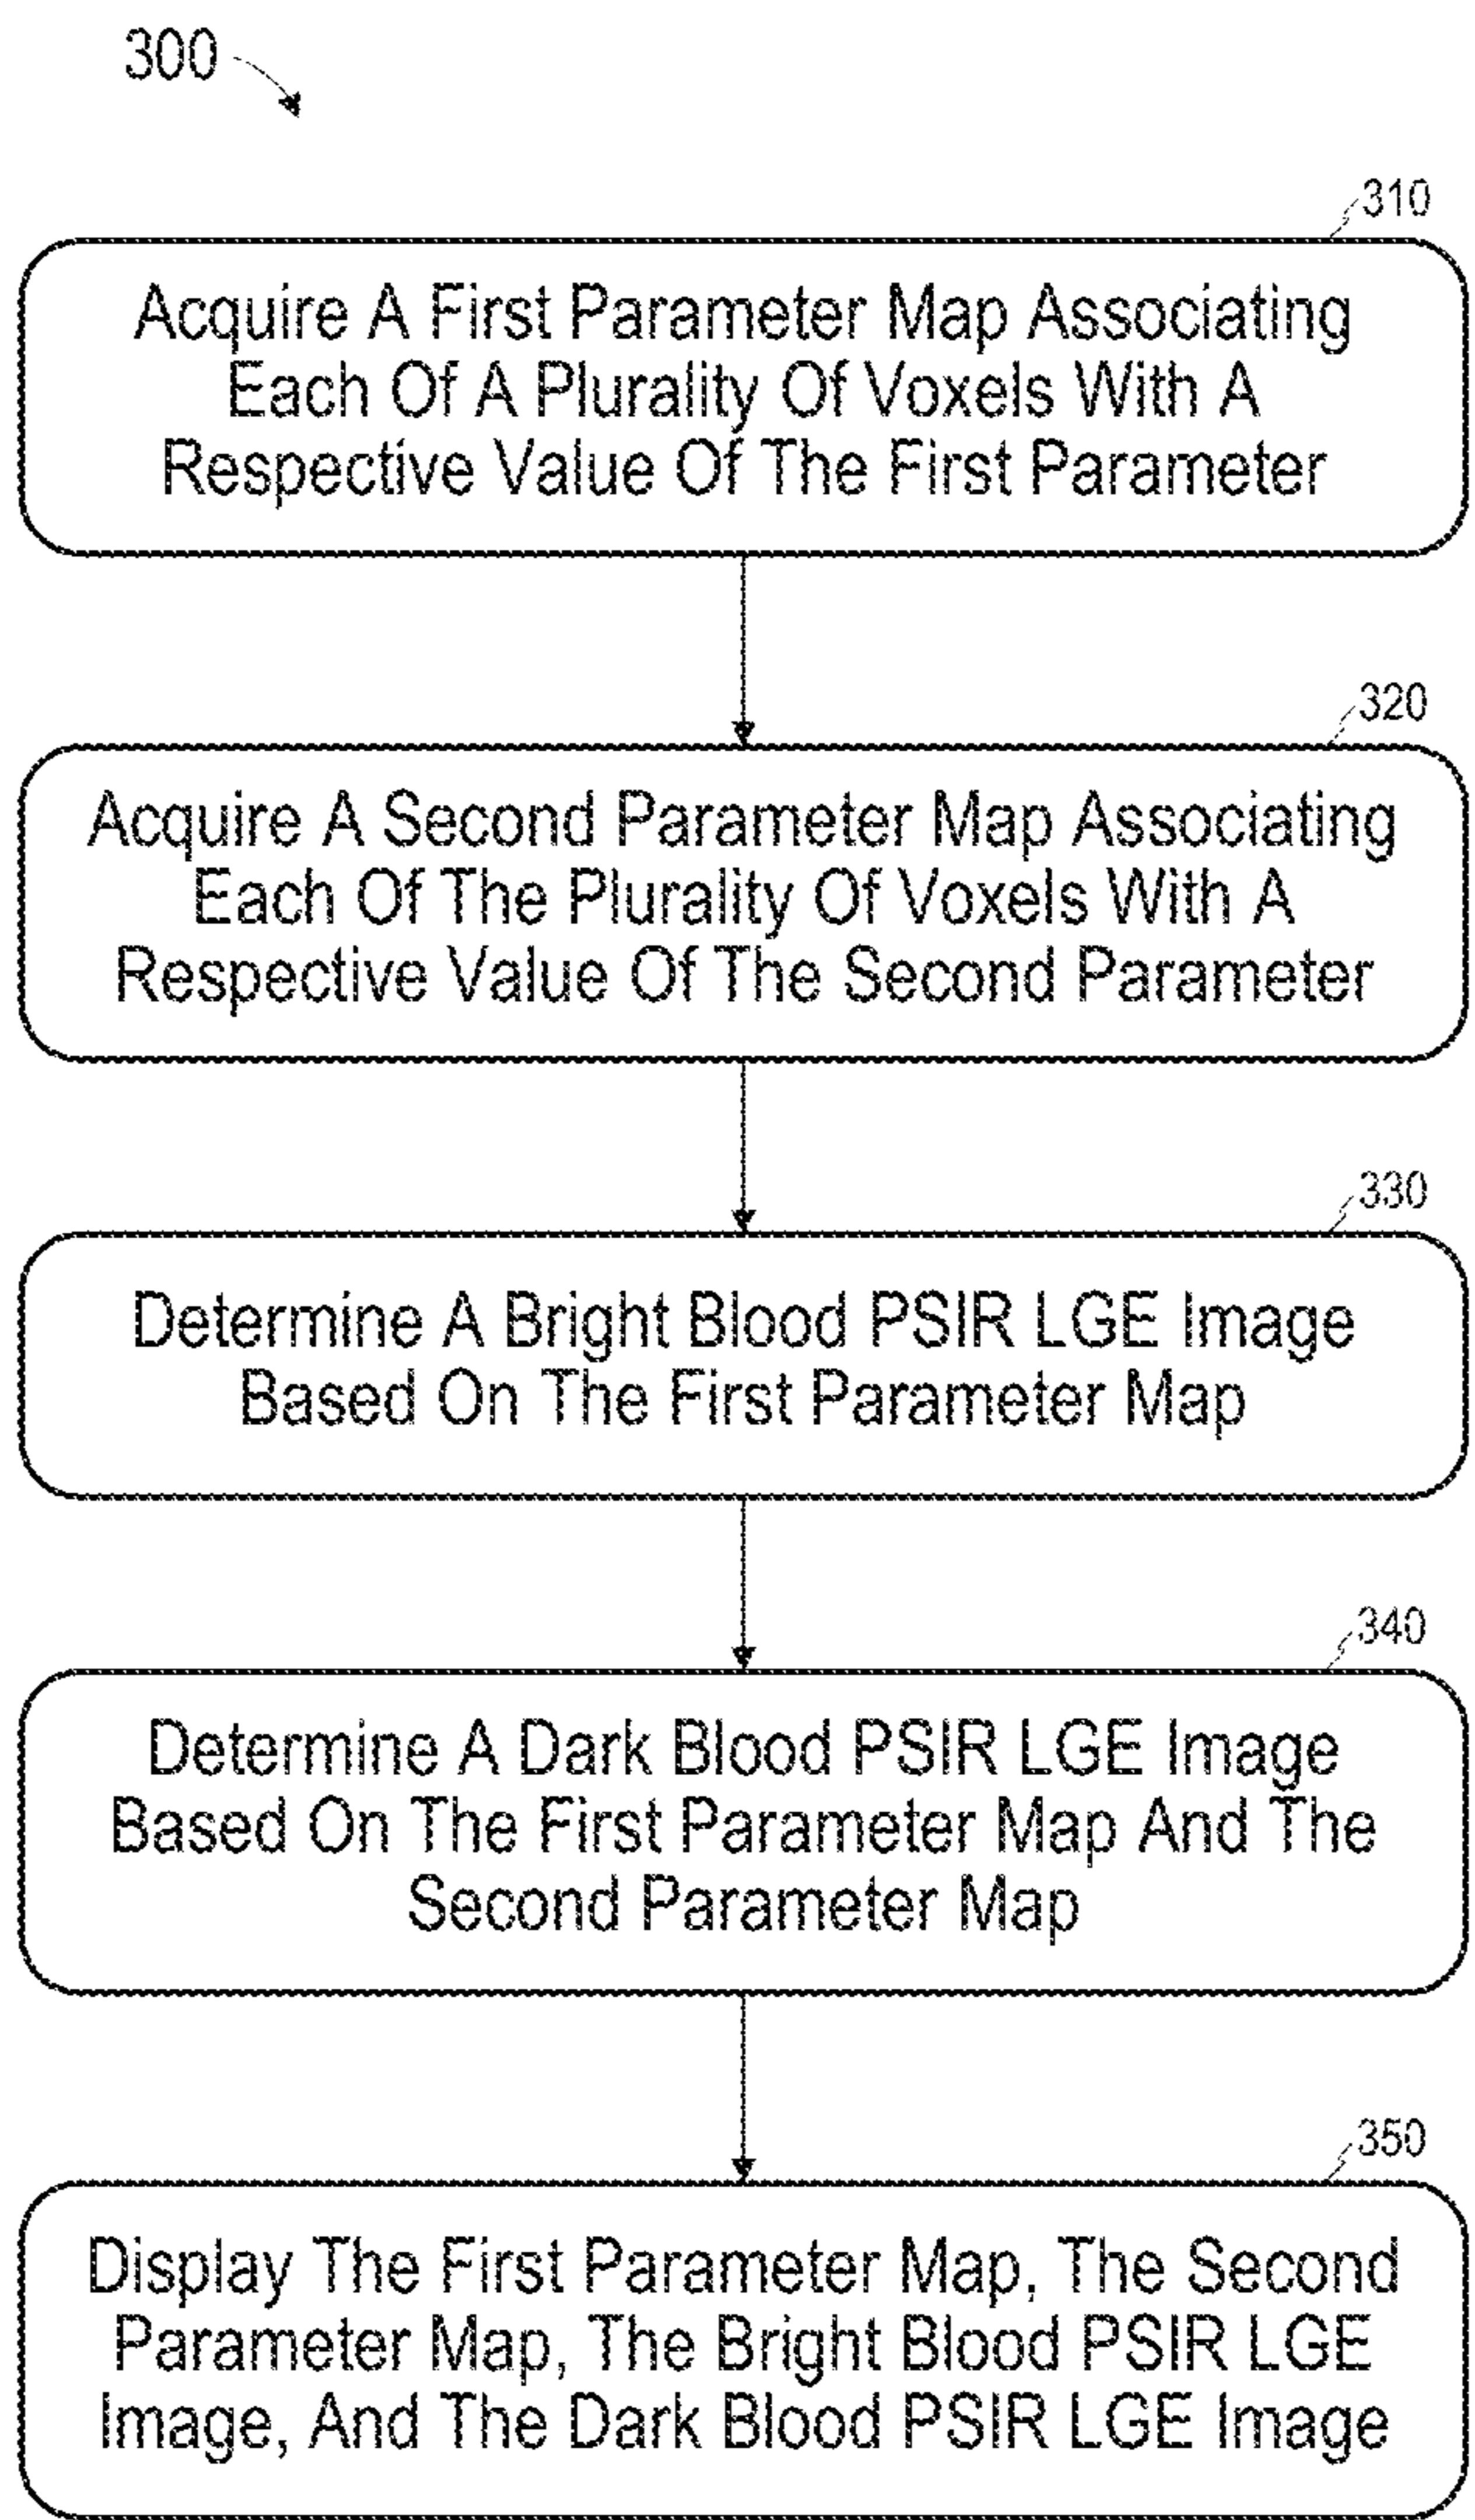 300
310
Acquire A First Parameter Map Associating
Each Of A Plurality Of Voxels With A
Respective Value Of The First Parameter
320
Acquire A Second Parameter Map Associating
Each Of The Plurality Of Voxels With A
Respective Value Of The Second Parameter
330
Determine A Bright Blood PSIR LGE Image
Based On The First Parameter Map
340
Determine A Dark Blood PSIR LGE Image
Based On The First Parameter Map And The
Second Parameter Map
350
Display The First Parameter Map, The Second
Parameter Map, The Bright Blood PSIR LGE
Image, And The Dark Blood PSIR LGE Image